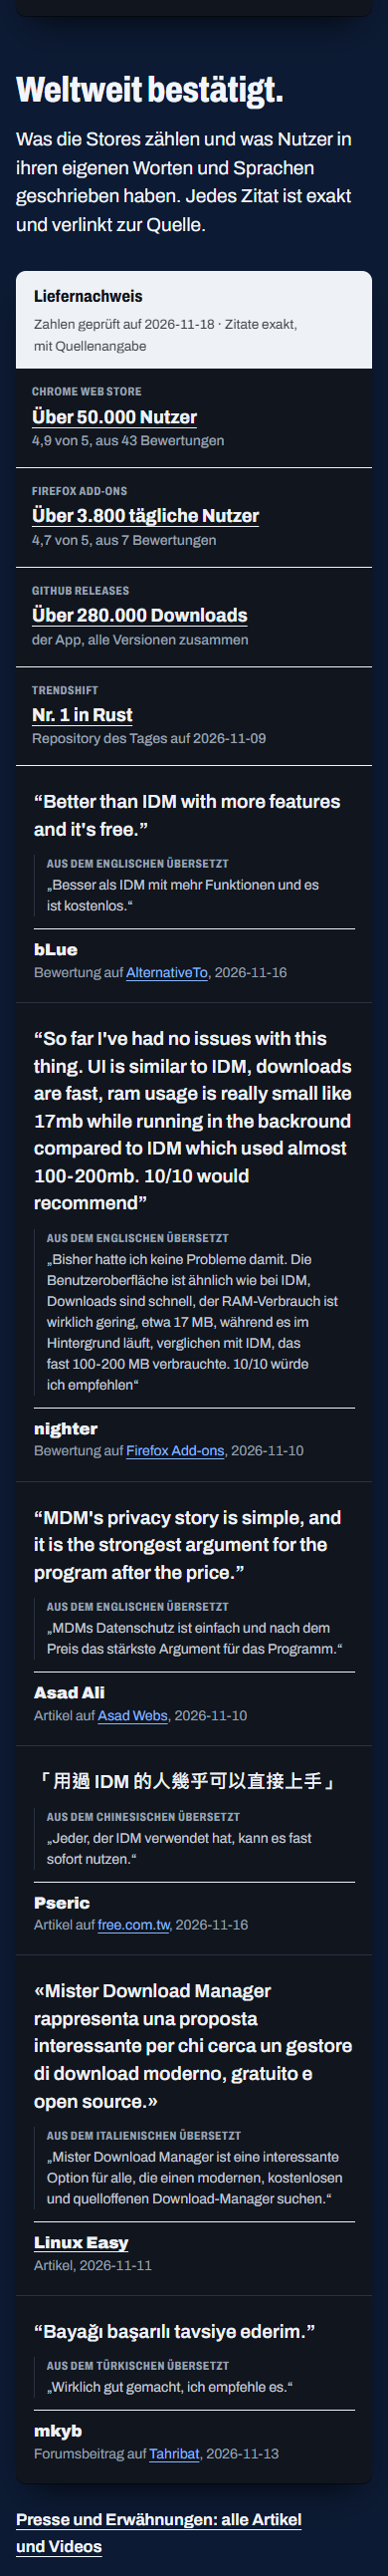 Weltweit bestätigt.
Was die Stores zählen und was Nutzer in
ihren eigenen Worten und Sprachen
geschrieben haben. Jedes Zitat ist exakt
und verlinkt zur Quelle.
Liefernachweis
Zahlen geprüft auf 2026-11-18 · Zitate exakt,
mit Quellenangabe
CHROME WEB STORE
Über 50.000 Nutzer
4,9 von 5, aus 43 Bewertungen
FIREFOX ADD-ONS
Über 3.800 tägliche Nutzer
4,7 von 5, aus 7 Bewertungen
GITHUB RELEASES
Über 280.000 Downloads
der App, alle Versionen zusammen
TRENDSHIFT
Nr. 1 in Rust
Repository des Tages auf 2026-11-09
“Better than IDM with more features
and it's free.”
AUS DEM ENGLISCHEN ÜBERSETZT
„Besser als IDM mit mehr Funktionen und es
ist kostenlos.“
bLue
Bewertung auf AlternativeTo, 2026-11-16
“So far I've had no issues with this
thing. UI is similar to IDM, downloads
are fast, ram usage is really small like
17mb while running in the backround
compared to IDM which used almost
100-200mb. 10/10 would
recommend”
AUS DEM ENGLISCHEN ÜBERSETZT
„Bisher hatte ich keine Probleme damit. Die
Benutzeroberfläche ist ähnlich wie bei IDM,
Downloads sind schnell, der RAM-Verbrauch ist
wirklich gering, etwa 17 MB, während es im
Hintergrund läuft, verglichen mit IDM, das
fast 100-200 MB verbrauchte. 10/10 würde
ich empfehlen“
nighter
Bewertung auf Firefox Add-ons, 2026-11-10
“MDM's privacy story is simple, and
it is the strongest argument for the
program after the price.”
AUS DEM ENGLISCHEN ÜBERSETZT
„MDMs Datenschutz ist einfach und nach dem
Preis das stärkste Argument für das Programm.“
Asad Ali
Artikel auf Asad Webs, 2026-11-10
「用過 IDM 的人幾乎可以直接上手」
AUS DEM CHINESISCHEN ÜBERSETZT
„Jeder, der IDM verwendet hat, kann es fast
sofort nutzen.“
Pseric
Artikel auf free.com.tw, 2026-11-16
«Mister Download Manager
rappresenta una proposta
interessante per chi cerca un gestore
di download moderno, gratuito e
open source.»
AUS DEM ITALIENISCHEN ÜBERSETZT
„Mister Download Manager ist eine interessante
Option für alle, die einen modernen, kostenlosen
und quelloffenen Download-Manager suchen.“
Linux Easy
Artikel, 2026-11-11
“Bayağı başarılı tavsiye ederim.”
AUS DEM TÜRKISCHEN ÜBERSETZT
„Wirklich gut gemacht, ich empfehle es.“
mkyb
Forumsbeitrag auf Tahribat, 2026-11-13
Presse und Erwähnungen: alle Artikel
und Videos